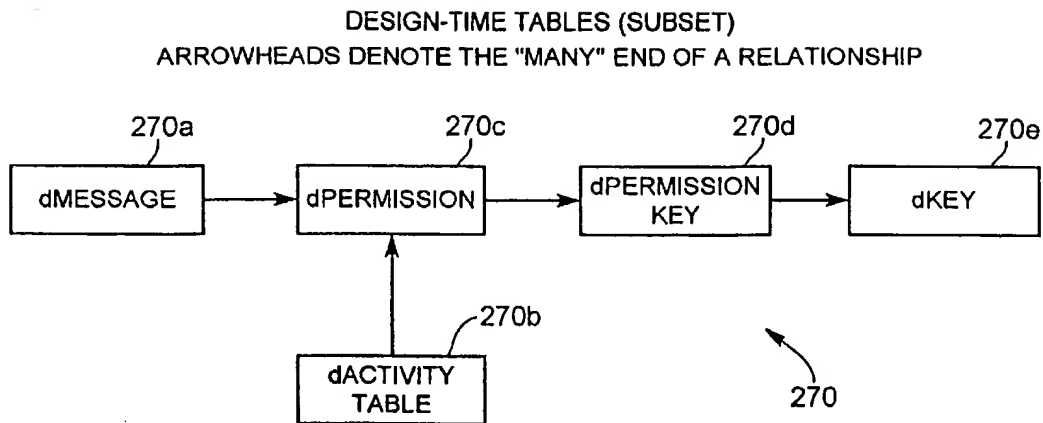 DESIGN-TIME TABLES (SUBSET)
ARROWHEADS DENOTE THE "MANY" END OF A RELATIONSHIP
270a
270c
270d
270e
dMESSAGE
dPERMISSION
dPERMISSION
KEY
dKEY
270b
dACTIVITY
TABLE
270